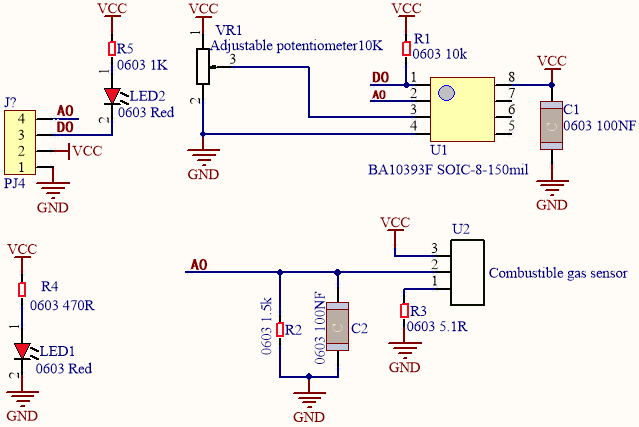 VCC
R5
0603 1K
1
LED2
0603 Red
2
J?
4
A0
3
D0
2
VCC
1
PJ4
GND
VCC
1
VR1
Adjustable potentiometer10K
3
2
GND
VCC
R1
0603 10k
D0
1
A0
2
3
4
8
7
6
5
U1
BA10393F SOIC-8-150mil
VCC
C1
C
0603 100NF
GND
VCC
R4
0603 470R
1
LED1
0603 Red
2
GND
A0
0603 1.5k
R2
0603 100NF
C
C2
GND
VCC
U2
3
2
1
Combustible gas sensor
R3
0603 5.1R
GND